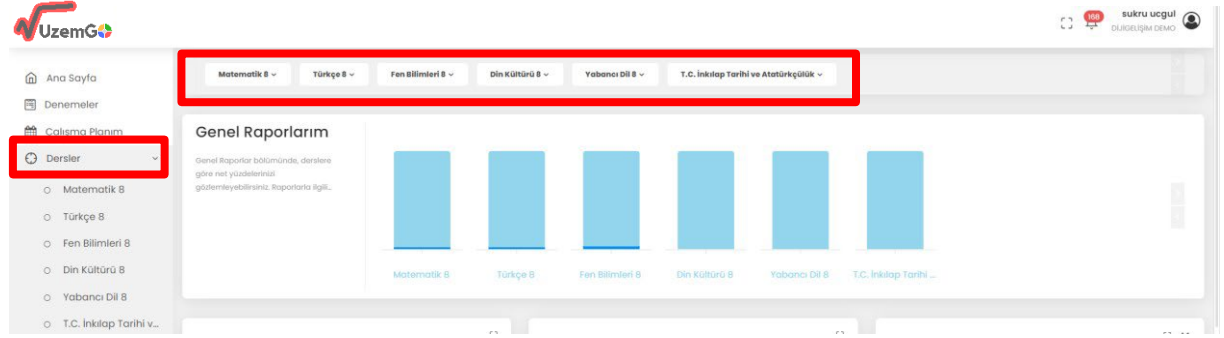 UzemGo
168
sukru ucgul
DİJİGELİŞİM DEMO
Ana Sayfa
Denemeler
Çalışma Planım
Dersler
Matematik 8
Türkçe 8
Fen Bilimleri 8
Din Kültürü 8
Yabancı Dil 8
T.C. İnkılap Tarihi v...
Matematik 8 Türkçe 8 Fen Bilimleri 8 Din Kültürü 8 Yabancı Dil 8 T.C. İnkılap Tarihi ve Atatürkçülük
Genel Raporlarım
Genel Raporlar bölümünde, derslere
göre net yüzdelerinizi
gözlemleyebilirsiniz. Raporlarla ilgili...
Matematik 8 Türkçe 8 Fen Bilimleri 8 Din Kültürü 8 Yabancı Dil 8 T.C. İnkılap Tarihi ...